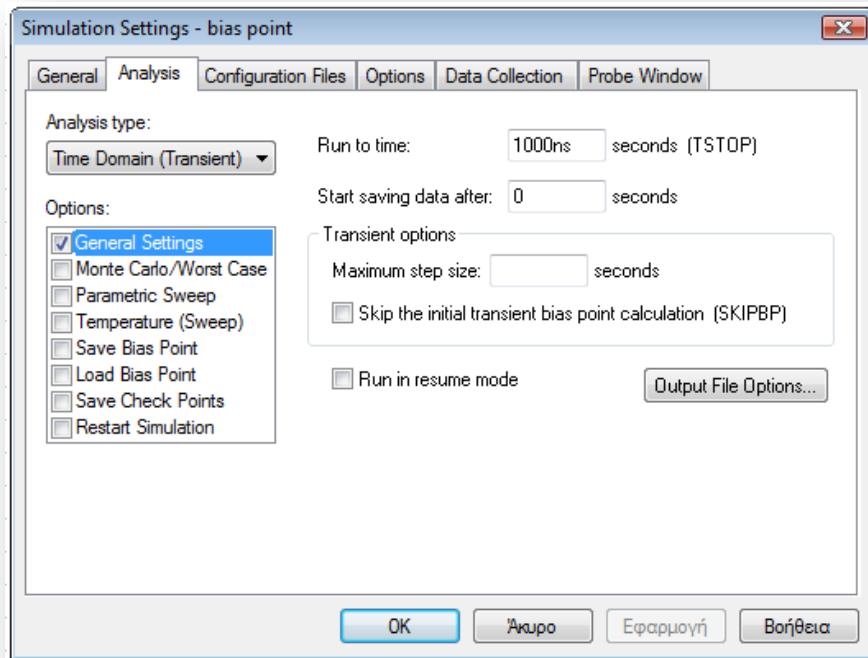 Simulation Settings - bias point
General Analysis Configuration Files Options Data Collection Probe Window
Analysis type:
Time Domain (Transient)
Run to time: 1000ns seconds (TSTOP)
Start saving data after: 0 seconds
Options:
General Settings
Monte Carlo/Worst Case
Parametric Sweep
Temperature (Sweep)
Save Bias Point
Load Bias Point
Save Check Points
Restart Simulation
Transient options
Maximum step size: seconds
Skip the initial transient bias point calculation (SKIPBP)
Run in resume mode
Output File Options...
OK Άκυρο Εφαρμογή Βοήθεια